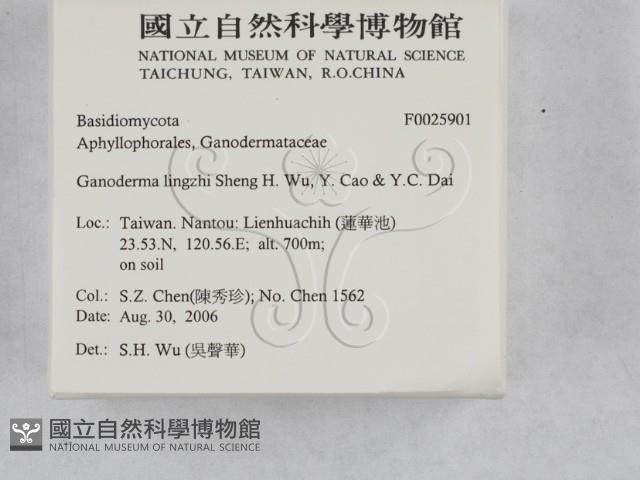 國立自然科學博物館
NATIONAL MUSEUM OF NATURAL SCIENCE
TAICHUNG, TAIWAN, R.O.CHINA
Basidiomycota F0025901
Aphyllophorales, Ganodermataceae
Ganoderma lingzhi Sheng H. Wu, Y. Cao & Y.C. Dai
Loc.: Taiwan. Nantou: Lienhuachih (蓮華池)
23.53.N, 120.56.E; alt. 700m;
on soil
Col.: S.Z. Chen(陳秀珍); No. Chen 1562
Date: Aug. 30, 2006
Det.: S.H. Wu (吳聲華)
國立自然科學博物館
NATIONAL MUSEUM OF NATURAL SCIENCE